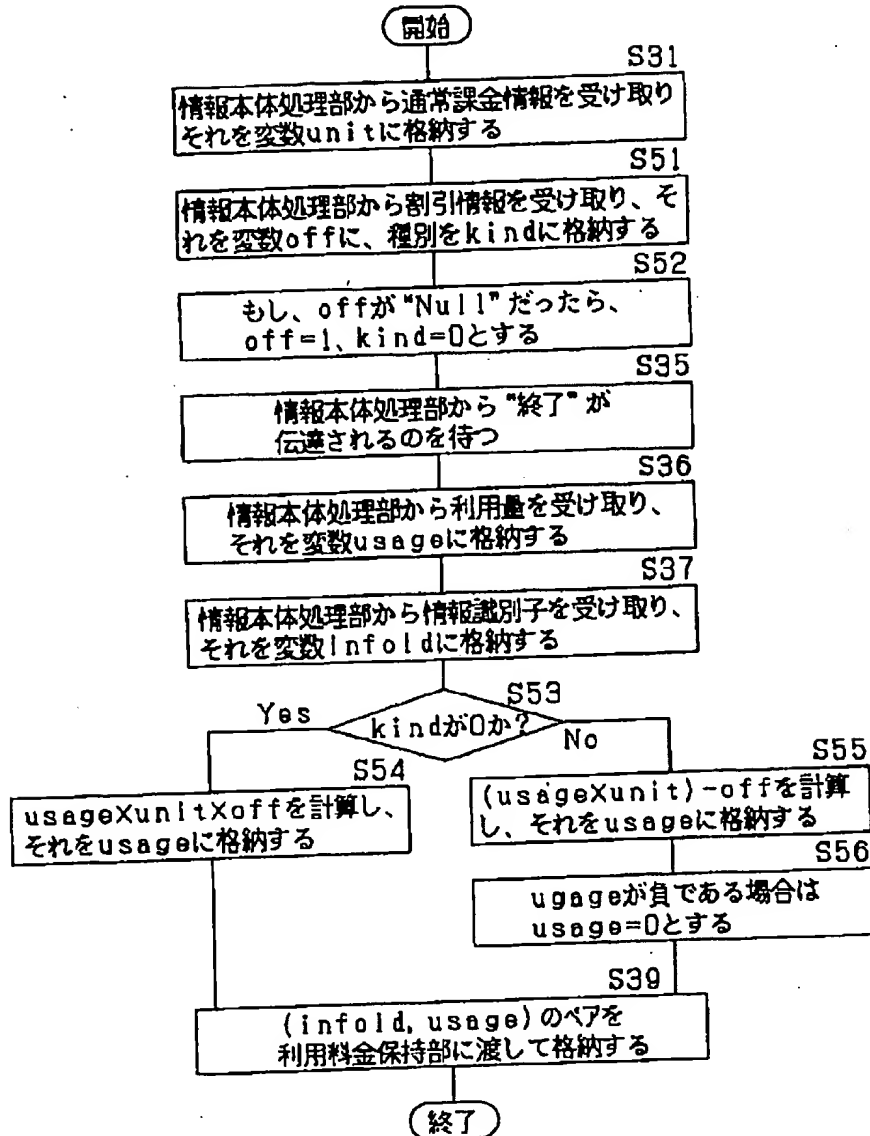 開始
S31
情報本体処理部から通常課金情報を受け取り
それを変数unitに格納する
S51
情報本体処理部から割引情報を受け取り、そ
れを変数offに、種別をkindに格納する
S52
もし、offが"Null"だったら、
off=1、kind=0とする
S35
情報本体処理部から"終了"が
伝達されるのを待つ
S36
情報本体処理部から利用量を受け取り、
それを変数usageに格納する
S37
情報本体処理部から情報識別子を受け取り、
それを変数InfoIdに格納する
S53
kindが0か?
Yes
No
S54
usage×unit×offを計算し、
それをusageに格納する
S55
(usage×unit)-offを計算
し、それをusageに格納する
S56
ugageが負である場合は
usage=0とする
S39
(infoId, usage)のペアを
利用料金保持部に渡して格納する
終了